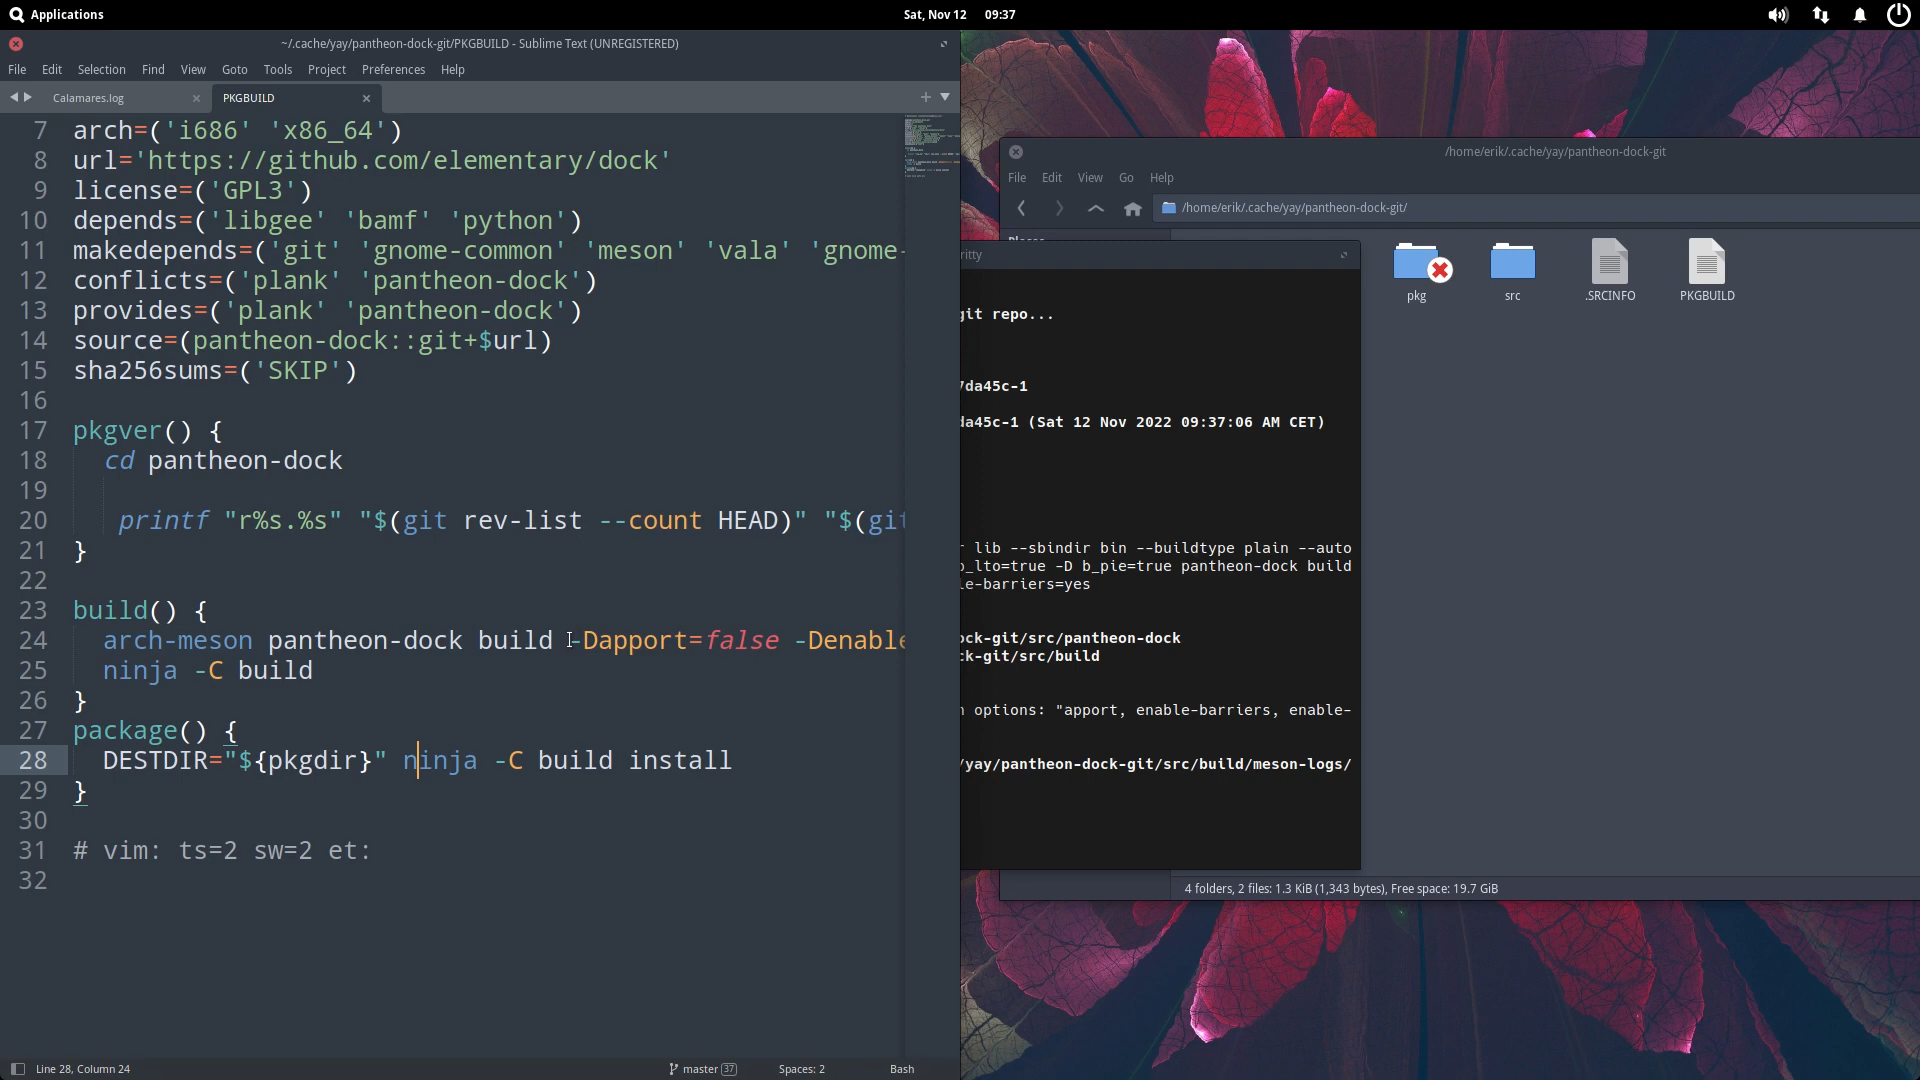 Applications
Sat, Nov 12 09:37
~/.cache/yay/pantheon-dock-git/PKGBUILD - Sublime Text (UNREGISTERED)
File Edit Selection Find View Goto Tools Project Preferences Help
Calamares.log
PKGBUILD
7 arch=('i686' 'x86_64')
8 url='https://github.com/elementary/dock'
9 license=('GPL3')
10 depends=('libgee' 'bamf' 'python')
11 makedepends=('git' 'gnome-common' 'meson' 'vala' 'gnome-
12 conflicts=('plank' 'pantheon-dock')
13 provides=('plank' 'pantheon-dock')
14 source=(pantheon-dock::git+$url)
15 sha256sums=('SKIP')
16
17 pkgver() {
18 cd pantheon-dock
19
20 printf "r%s.%s" "$(git rev-list --count HEAD)" "$(git
21 }
22
23 build() {
24 arch-meson pantheon-dock build -Dapport=false -Denable
25 ninja -C build
26 }
27 package() {
28 DESTDIR="${pkgdir}" ninja -C build install
29 }
30
31 # vim: ts=2 sw=2 et:
32
Line 28, Column 24
master 37
Spaces: 2
Bash
/home/erik/.cache/yay/pantheon-dock-git
File Edit View Go Help
/home/erik/.cache/yay/pantheon-dock-git/
pkg
src
.SRCINFO
PKGBUILD
4 folders, 2 files: 1.3 KiB (1,343 bytes), Free space: 19.7 GiB
ritty
git repo...
7da45c-1
da45c-1 (Sat 12 Nov 2022 09:37:06 AM CET)
r lib --sbindir bin --buildtype plain --auto
b_lto=true -D b_pie=true pantheon-dock build
le-barriers=yes
ock-git/src/pantheon-dock
ck-git/src/build
n options: "apport, enable-barriers, enable-
/yay/pantheon-dock-git/src/build/meson-logs/